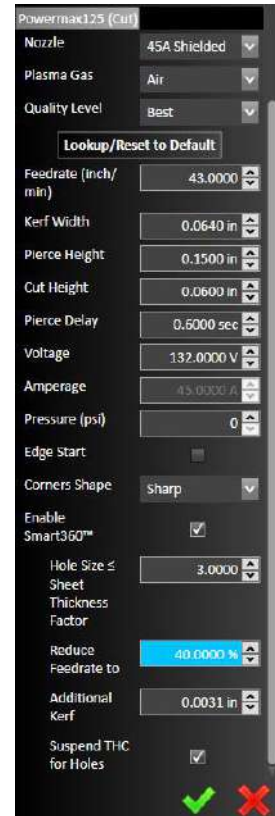 Powermax125 (Cut)
Nozzle 45A Shielded
Plasma Gas Air
Quality Level Best
Lookup/Reset to Default
Feedrate (Inch/
min) 43.0000
Kerf Width 0.0640 in
Pierce Height 0.1500 in
Cut Height 0.0600 in
Pierce Delay 0.6000 sec
Voltage 132.0000 V
Amperage 45.0000 A
Pressure (psi) 0
Edge Start
Corners Shape Sharp
Enable
Smart360™
Hole Size ≤ 3.0000
Sheet
Thickness
Factor
Reduce 40.0000 %
Feedrate to
Additional 0.0031 in
Kerf
Suspend THC
for Holes